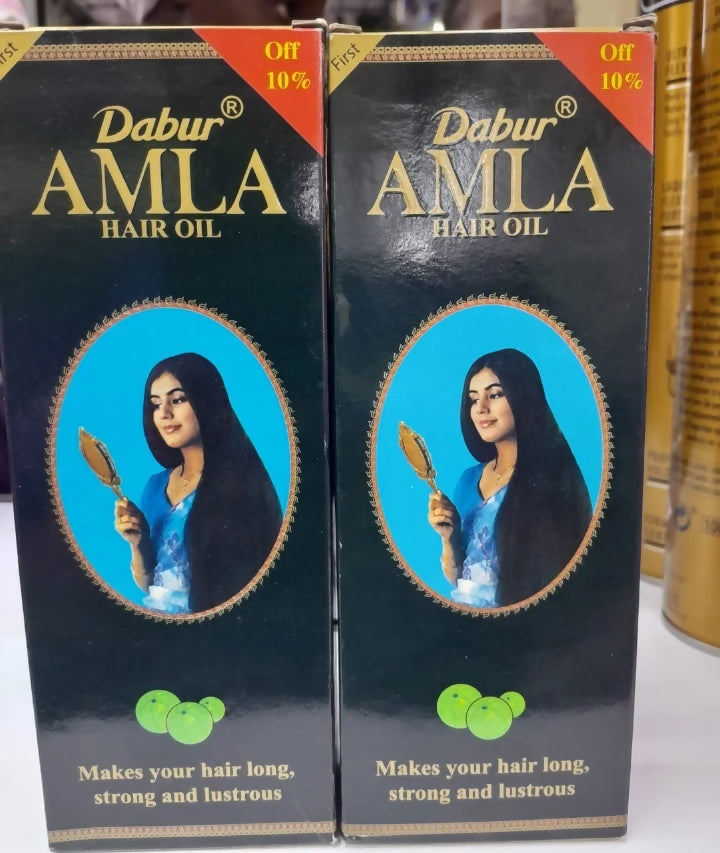 rst
Off
10%
Dabur®
AMLA
HAIR OIL
Makes your hair long,
strong and lustrous
First
Off
10%
Dabur®
AMLA
HAIR OIL
Makes your hair long,
strong and lustrous